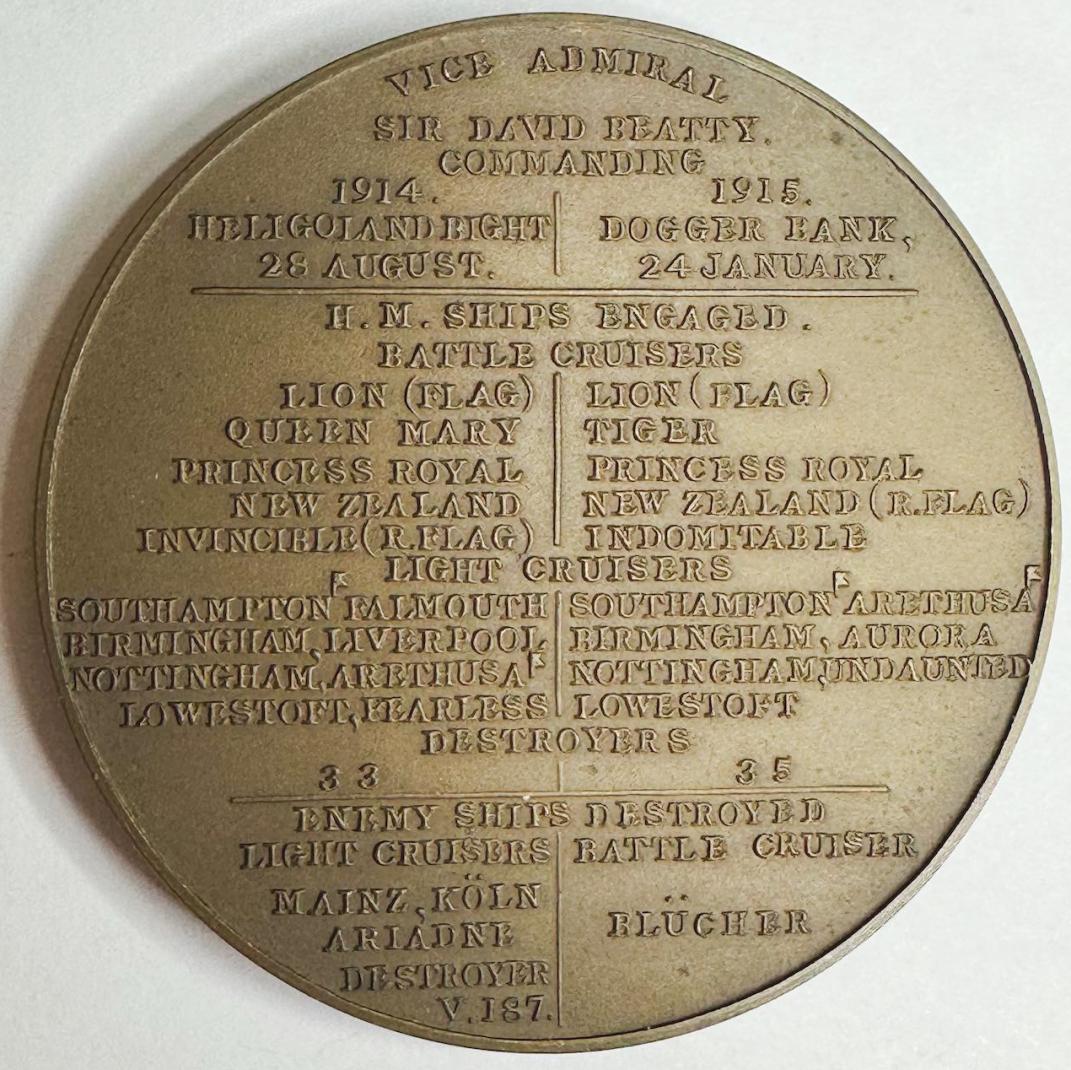 VICE ADMIRAL
SIR DAVID BEATTY.
COMMANDING
1914. 1915.
HELIGOLAND BIGHT DOGGER BANK,
28 AUGUST. 24 JANUARY.
H.M. SHIPS ENGAGED.
BATTLE CRUISERS
LION (FLAG) LION (FLAG)
QUEEN MARY TIGER
PRINCESS ROYAL PRINCESS ROYAL
NEW ZEALAND NEW ZEALAND (R.FLAG)
INVINCIBLE (R.FLAG) INDOMITABLE
LIGHT CRUISERS
SOUTHAMPTON FALMOUTH SOUTHAMPTON ARETHUSA
BIRMINGHAM, LIVERPOOL BIRMINGHAM, AURORA
NOTTINGHAM, ARETHUSA NOTTINGHAM, UNDAUNTED
LOWESTOFT, FEARLESS LOWESTOFT
DESTROYERS
33 35
ENEMY SHIPS DESTROYED
LIGHT CRUISERS BATTLE CRUISER
MAINZ, KÖLN
ARIADNE BLÜCHER
DESTROYER
V.187.